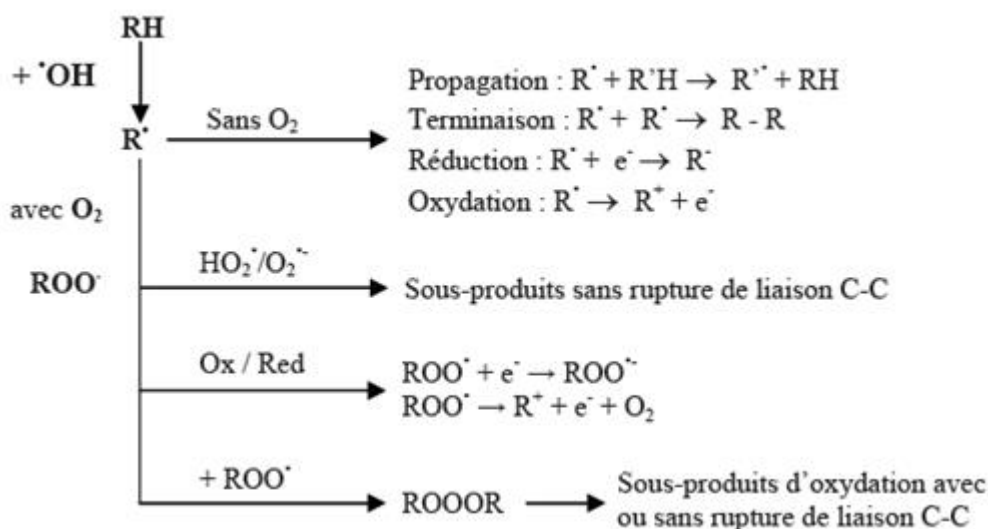 RH
+ •OH
R•
Sans O₂
Propagation : R• + R'H → R'• + RH
Terminaison : R• + R• → R - R
Réduction : R• + e⁻ → R⁻
Oxydation : R• → R⁺ + e⁻
avec O₂
ROO•
HO₂•/O₂•⁻
Sous-produits sans rupture de liaison C-C
Ox / Red
ROO• + e⁻ → ROO•⁻
ROO• → R⁺ + e⁻ + O₂
+ ROO•
ROOOR
Sous-produits d'oxydation avec
ou sans rupture de liaison C-C